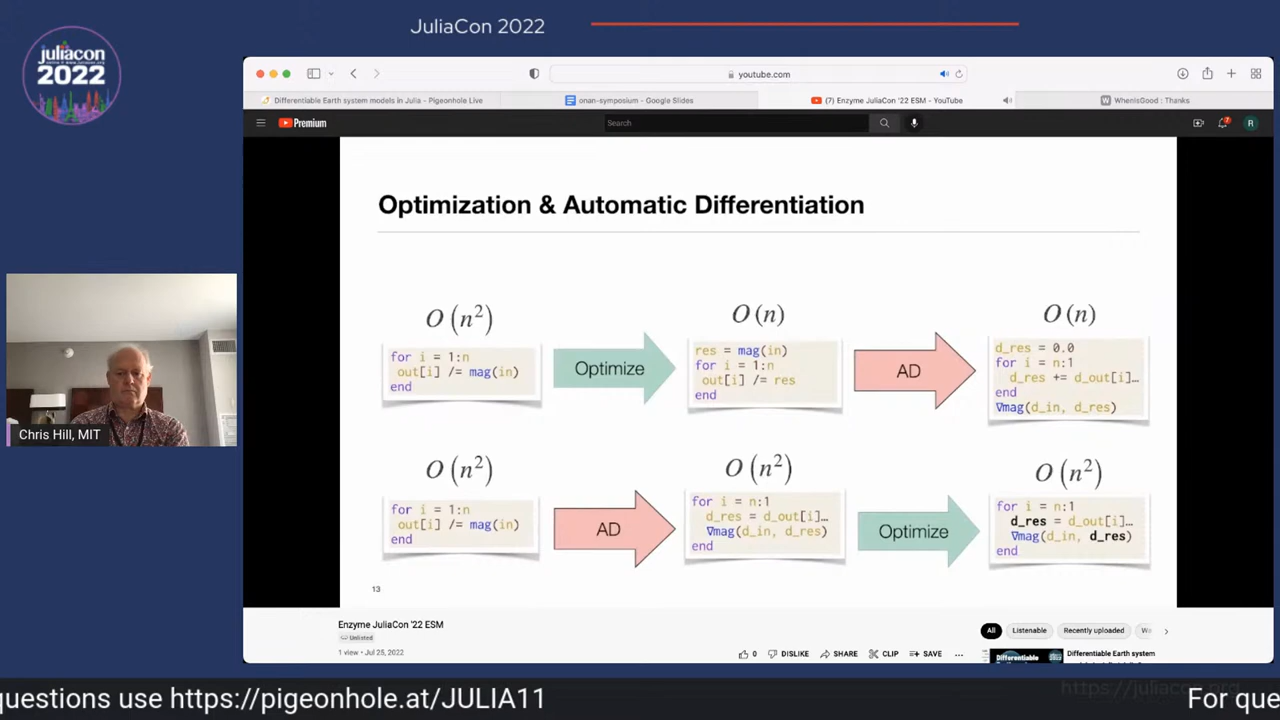 JuliaCon 2022
juliacon
2022
youtube.com
Differentiable Earth system models in Julia - Pigeonhole Live
onan-symposium - Google Slides
(7) Enzyme JuliaCon '22 ESM - YouTube
W
WhenIsGood : Thanks
Premium
Search
7
R
Optimization & Automatic Differentiation
O(n²)
for i = 1:n
out[i] /= mag(in)
end
Optimize
O(n)
res = mag(in)
for i = 1:n
out[i] /= res
end
AD
O(n)
d_res = 0.0
for i = n:1
d_res += d_out[i]…
end
∇mag(d_in, d_res)
O(n²)
for i = 1:n
out[i] /= mag(in)
end
AD
O(n²)
for i = n:1
d_res = d_out[i]…
∇mag(d_in, d_res)
end
Optimize
O(n²)
for i = n:1
d_res = d_out[i]…
∇mag(d_in, d_res)
end
13
Chris Hill, MIT
Enzyme JuliaCon '22 ESM
Unlisted
1 view • Jul 25, 2022
0
DISLIKE
SHARE
CLIP
SAVE
All
Listenable
Recently uploaded
Differentiable Earth system
https://juliacon.org
questions use https://pigeonhole.at/JULIA11
For que